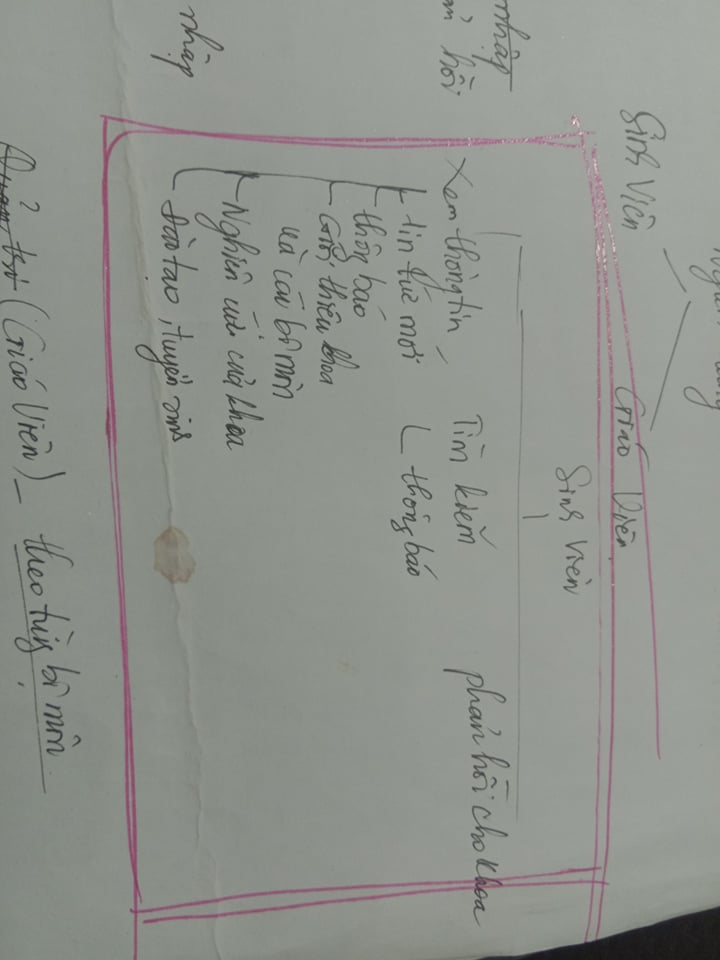 Người dùng
Sinh Viên
Giáo Viên
nhập
hồi
Sinh Viên
Xem thông tin
Tìm kiếm
phản hồi cho khoa
tin tức mới
thông báo
thông báo
Giới thiệu khoa
và các bộ môn
Nghiên cứu của khoa
Đào tạo, tuyển sinh
nhập
Quản trị (Giáo Viên) - theo từng bộ môn.